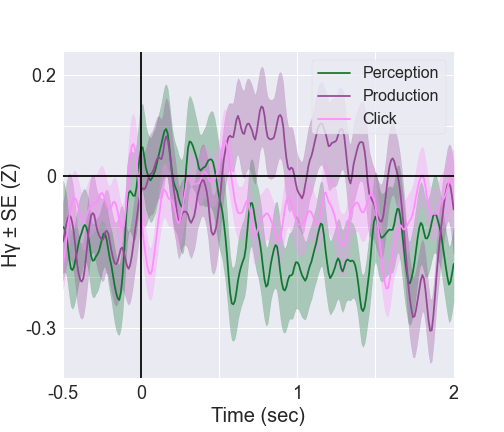 Perception
Production
Click
0.2
0
-0.3
Hγ ± SE (Z)
-0.5
0
1
2
Time (sec)